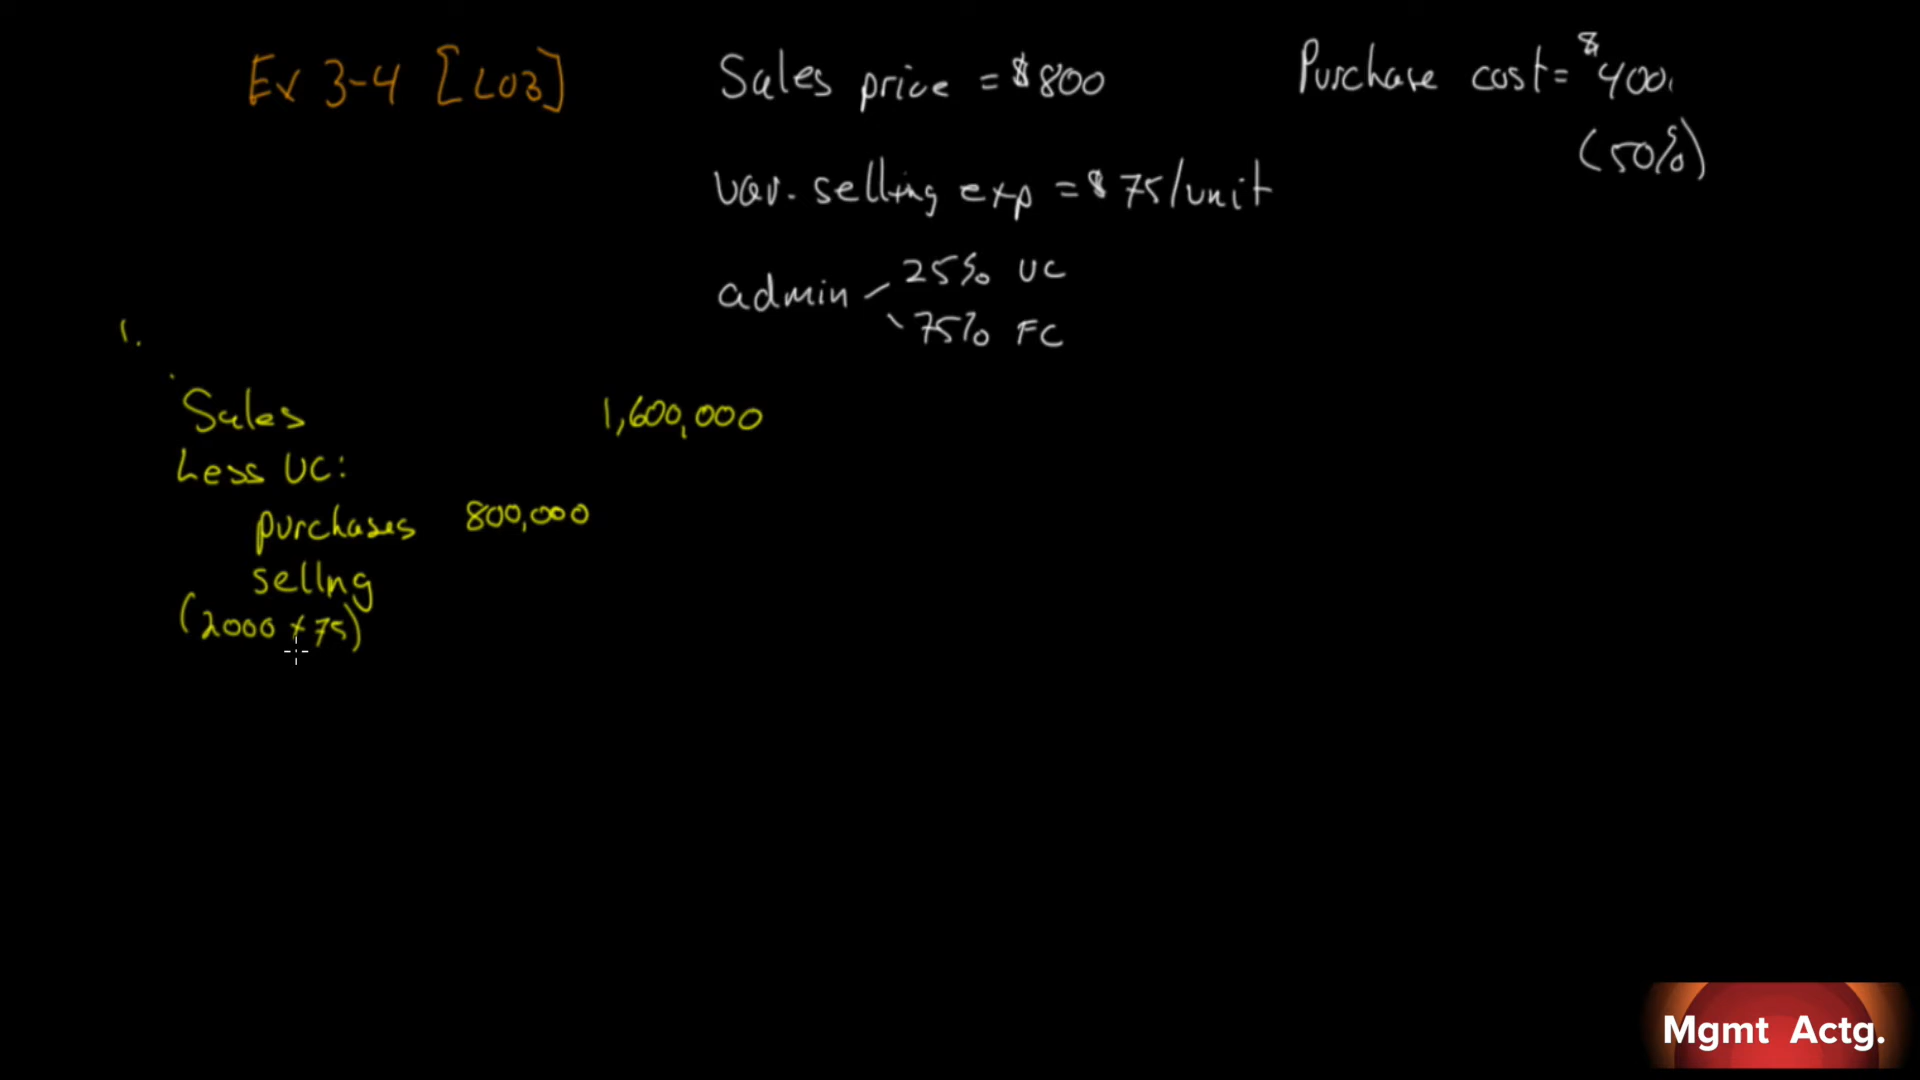 Ex 3-4 [LO3]
Sales price = $800
Purchase cost = $400
(50%)
var. selling exp = $75/unit
admin
25% VC
75% FC
1.
Sales 1,600,000
Less VC:
purchases 800,000
sellng
(2000 x 75)
Mgmt Actg.